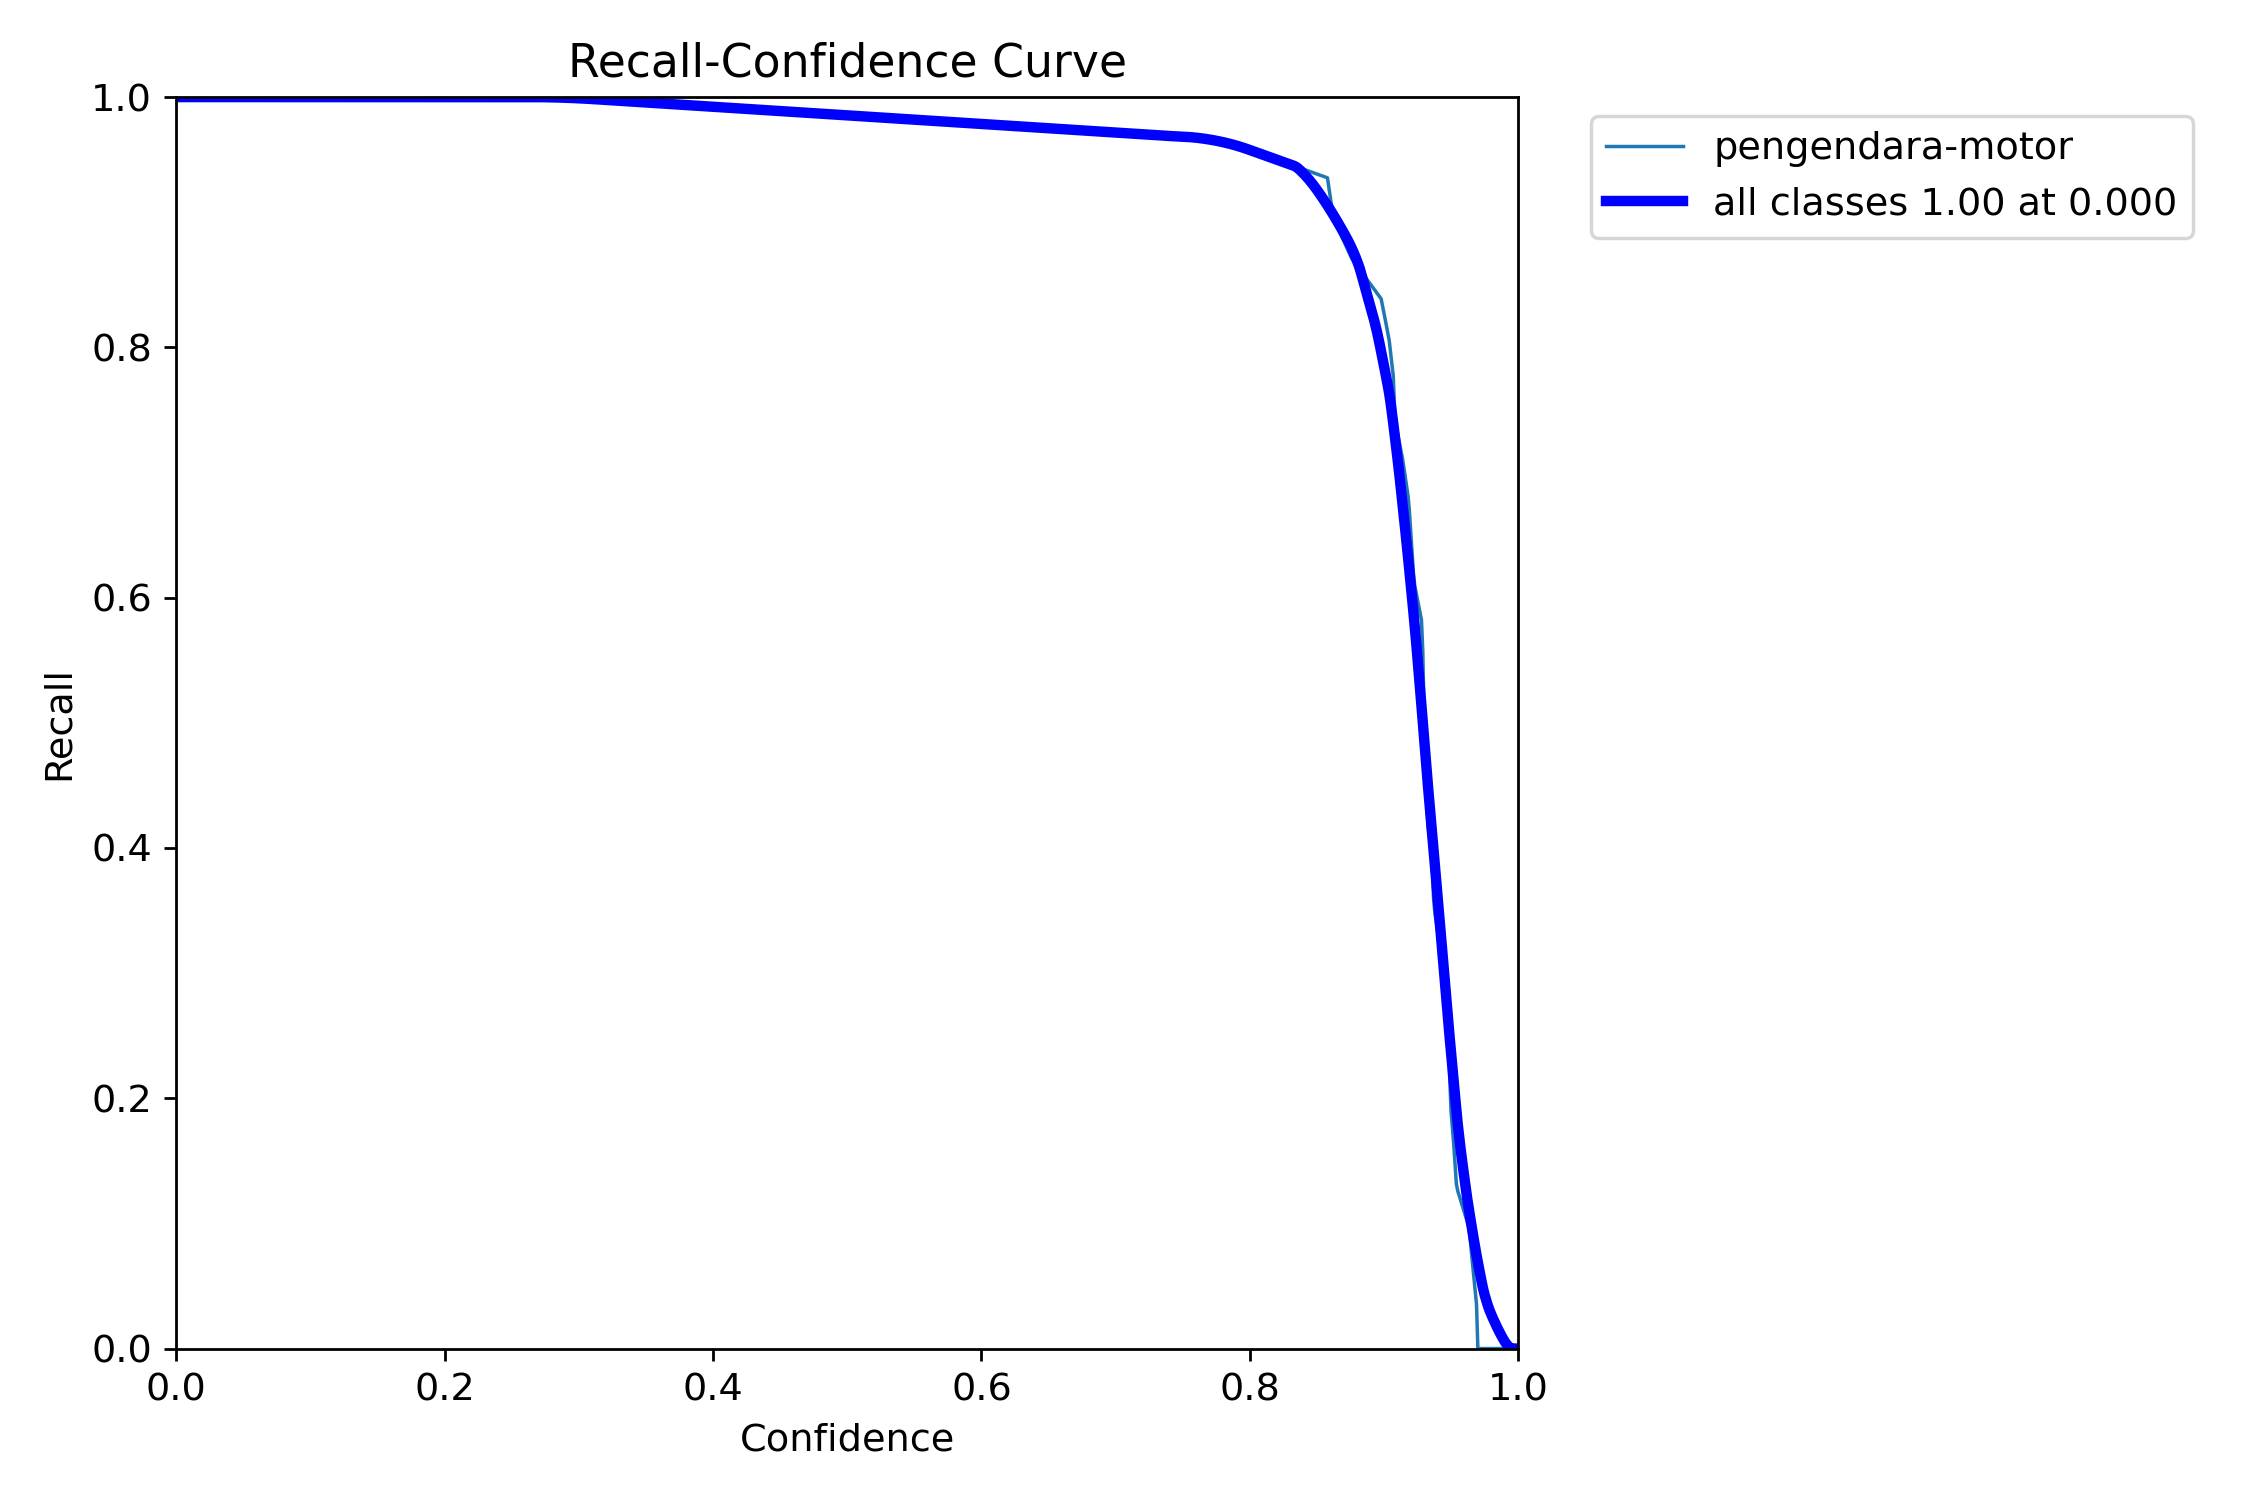 Recall-Confidence Curve
1.0
0.8
0.6
0.4
0.2
0.0
Recall
0.0 0.2 0.4 0.6 0.8 1.0
Confidence
pengendara-motor
all classes 1.00 at 0.000